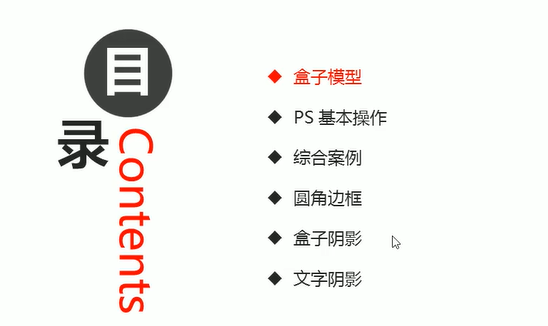 目录
Contents
盒子模型
PS 基本操作
综合案例
圆角边框
盒子阴影
文字阴影